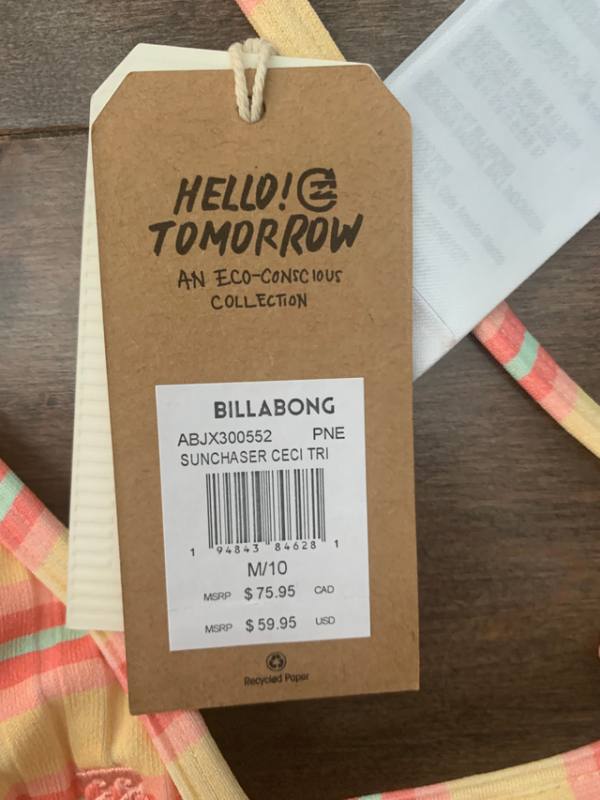 HELLO!
TOMORROW
AN ECO-CONSCIOUS
COLLECTION
BILLABONG
ABJX300552 PNE
SUNCHASER CECI TRI
1 94843 84628 1
M/10
MSRP $75.95 CAD
MSRP $59.95 USD
Recycled Paper